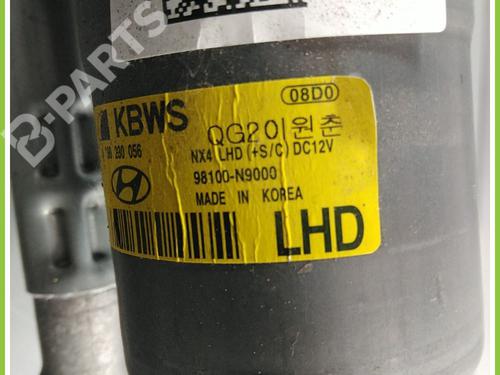 B-PARTS
08D0
KBWS
QG2이원춘
NX4 LHD (+S/C) DC12V
98100-N9000
MADE IN KOREA
LHD